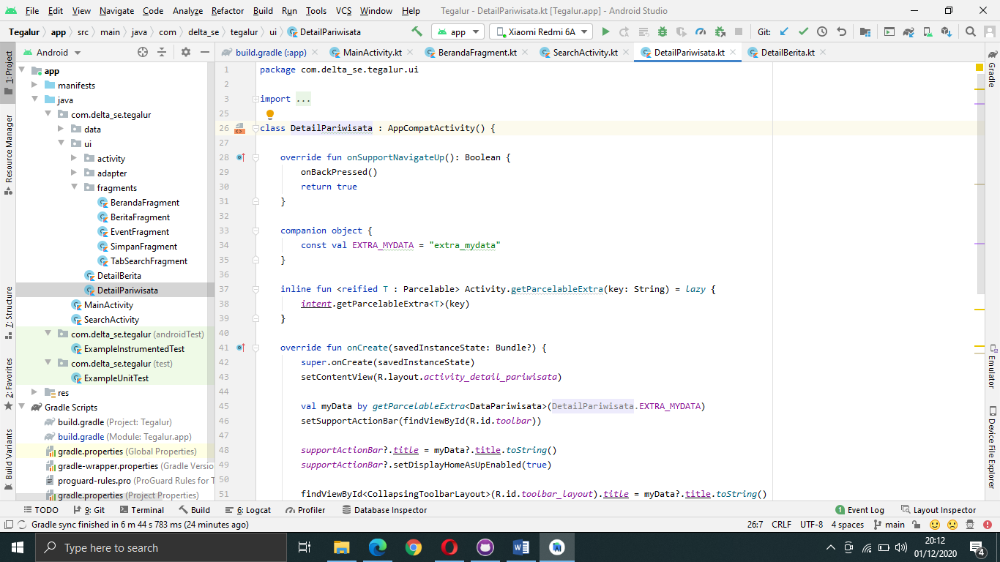 File Edit View Navigate Code Analyze Refactor Build Run Tools VCS Window Help Tegalur - DetailPariwisata.kt [Tegalur.app] - Android Studio
Tegalur app src main java com delta_se tegalur ui DetailPariwisata app Xiaomi Redmi 6A Git:
Android build.gradle (:app) MainActivity.kt BerandaFragment.kt SearchActivity.kt DetailPariwisata.kt DetailBerita.kt
1: Project
Resource Manager
7: Structure
2: Favorites
Build Variants
app
manifests
java
com.delta_se.tegalur
data
ui
activity
adapter
fragments
BerandaFragment
BeritaFragment
EventFragment
SimpanFragment
TabSearchFragment
DetailBerita
DetailPariwisata
MainActivity
SearchActivity
com.delta_se.tegalur (androidTest)
ExampleInstrumentedTest
com.delta_se.tegalur (test)
ExampleUnitTest
res
Gradle Scripts
build.gradle (Project: Tegalur)
build.gradle (Module: Tegalur.app)
gradle.properties (Global Properties)
gradle-wrapper.properties (Gradle Versio
proguard-rules.pro (ProGuard Rules for T
gradle.properties (Project Properties)
1 package com.delta_se.tegalur.ui
2
3 import ...
25
26 class DetailPariwisata : AppCompatActivity() {
27
28 override fun onSupportNavigateUp(): Boolean {
29 onBackPressed()
30 return true
31 }
32
33 companion object {
34 const val EXTRA_MYDATA = "extra_mydata"
35 }
36
37 inline fun <reified T : Parcelable> Activity.getParcelableExtra(key: String) = lazy {
38 intent.getParcelableExtra<T>(key)
39 }
40
41 override fun onCreate(savedInstanceState: Bundle?) {
42 super.onCreate(savedInstanceState)
43 setContentView(R.layout.activity_detail_pariwisata)
44
45 val myData by getParcelableExtra<DataPariwisata>(DetailPariwisata.EXTRA_MYDATA)
46 setSupportActionBar(findViewById(R.id.toolbar))
47
48 supportActionBar?.title = myData?.title.toString()
49 supportActionBar?.setDisplayHomeAsUpEnabled(true)
50
51 findViewById<CollapsingToolbarLayout>(R.id.toolbar_layout).title = myData?.title.toString()
Gradle
Emulator
Device File Explorer
TODO 9: Git Terminal Build 6: Logcat Profiler Database Inspector 1 Event Log Layout Inspector
Gradle sync finished in 6 m 44 s 783 ms (24 minutes ago) 26:7 CRLF UTF-8 4 spaces main
Type here to search
20:12
01/12/2020
4